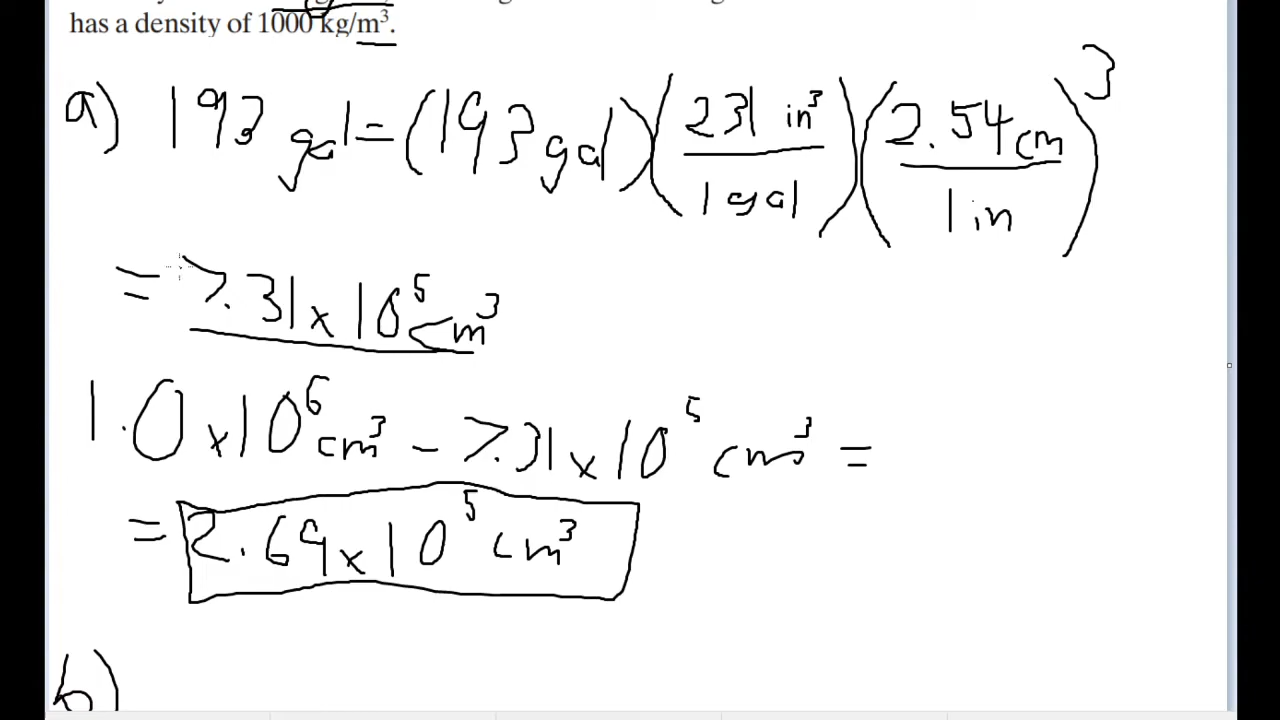 has a density of 1000 kg/m³.
a) 193 gal = (193 gal)(231 in³ / 1 gal)(2.54 cm / 1 in)³
= 7.31 x 10⁵ cm³
1.0 x 10⁶ cm³ - 7.31 x 10⁵ cm³ =
= 2.69 x 10⁵ cm³
b)